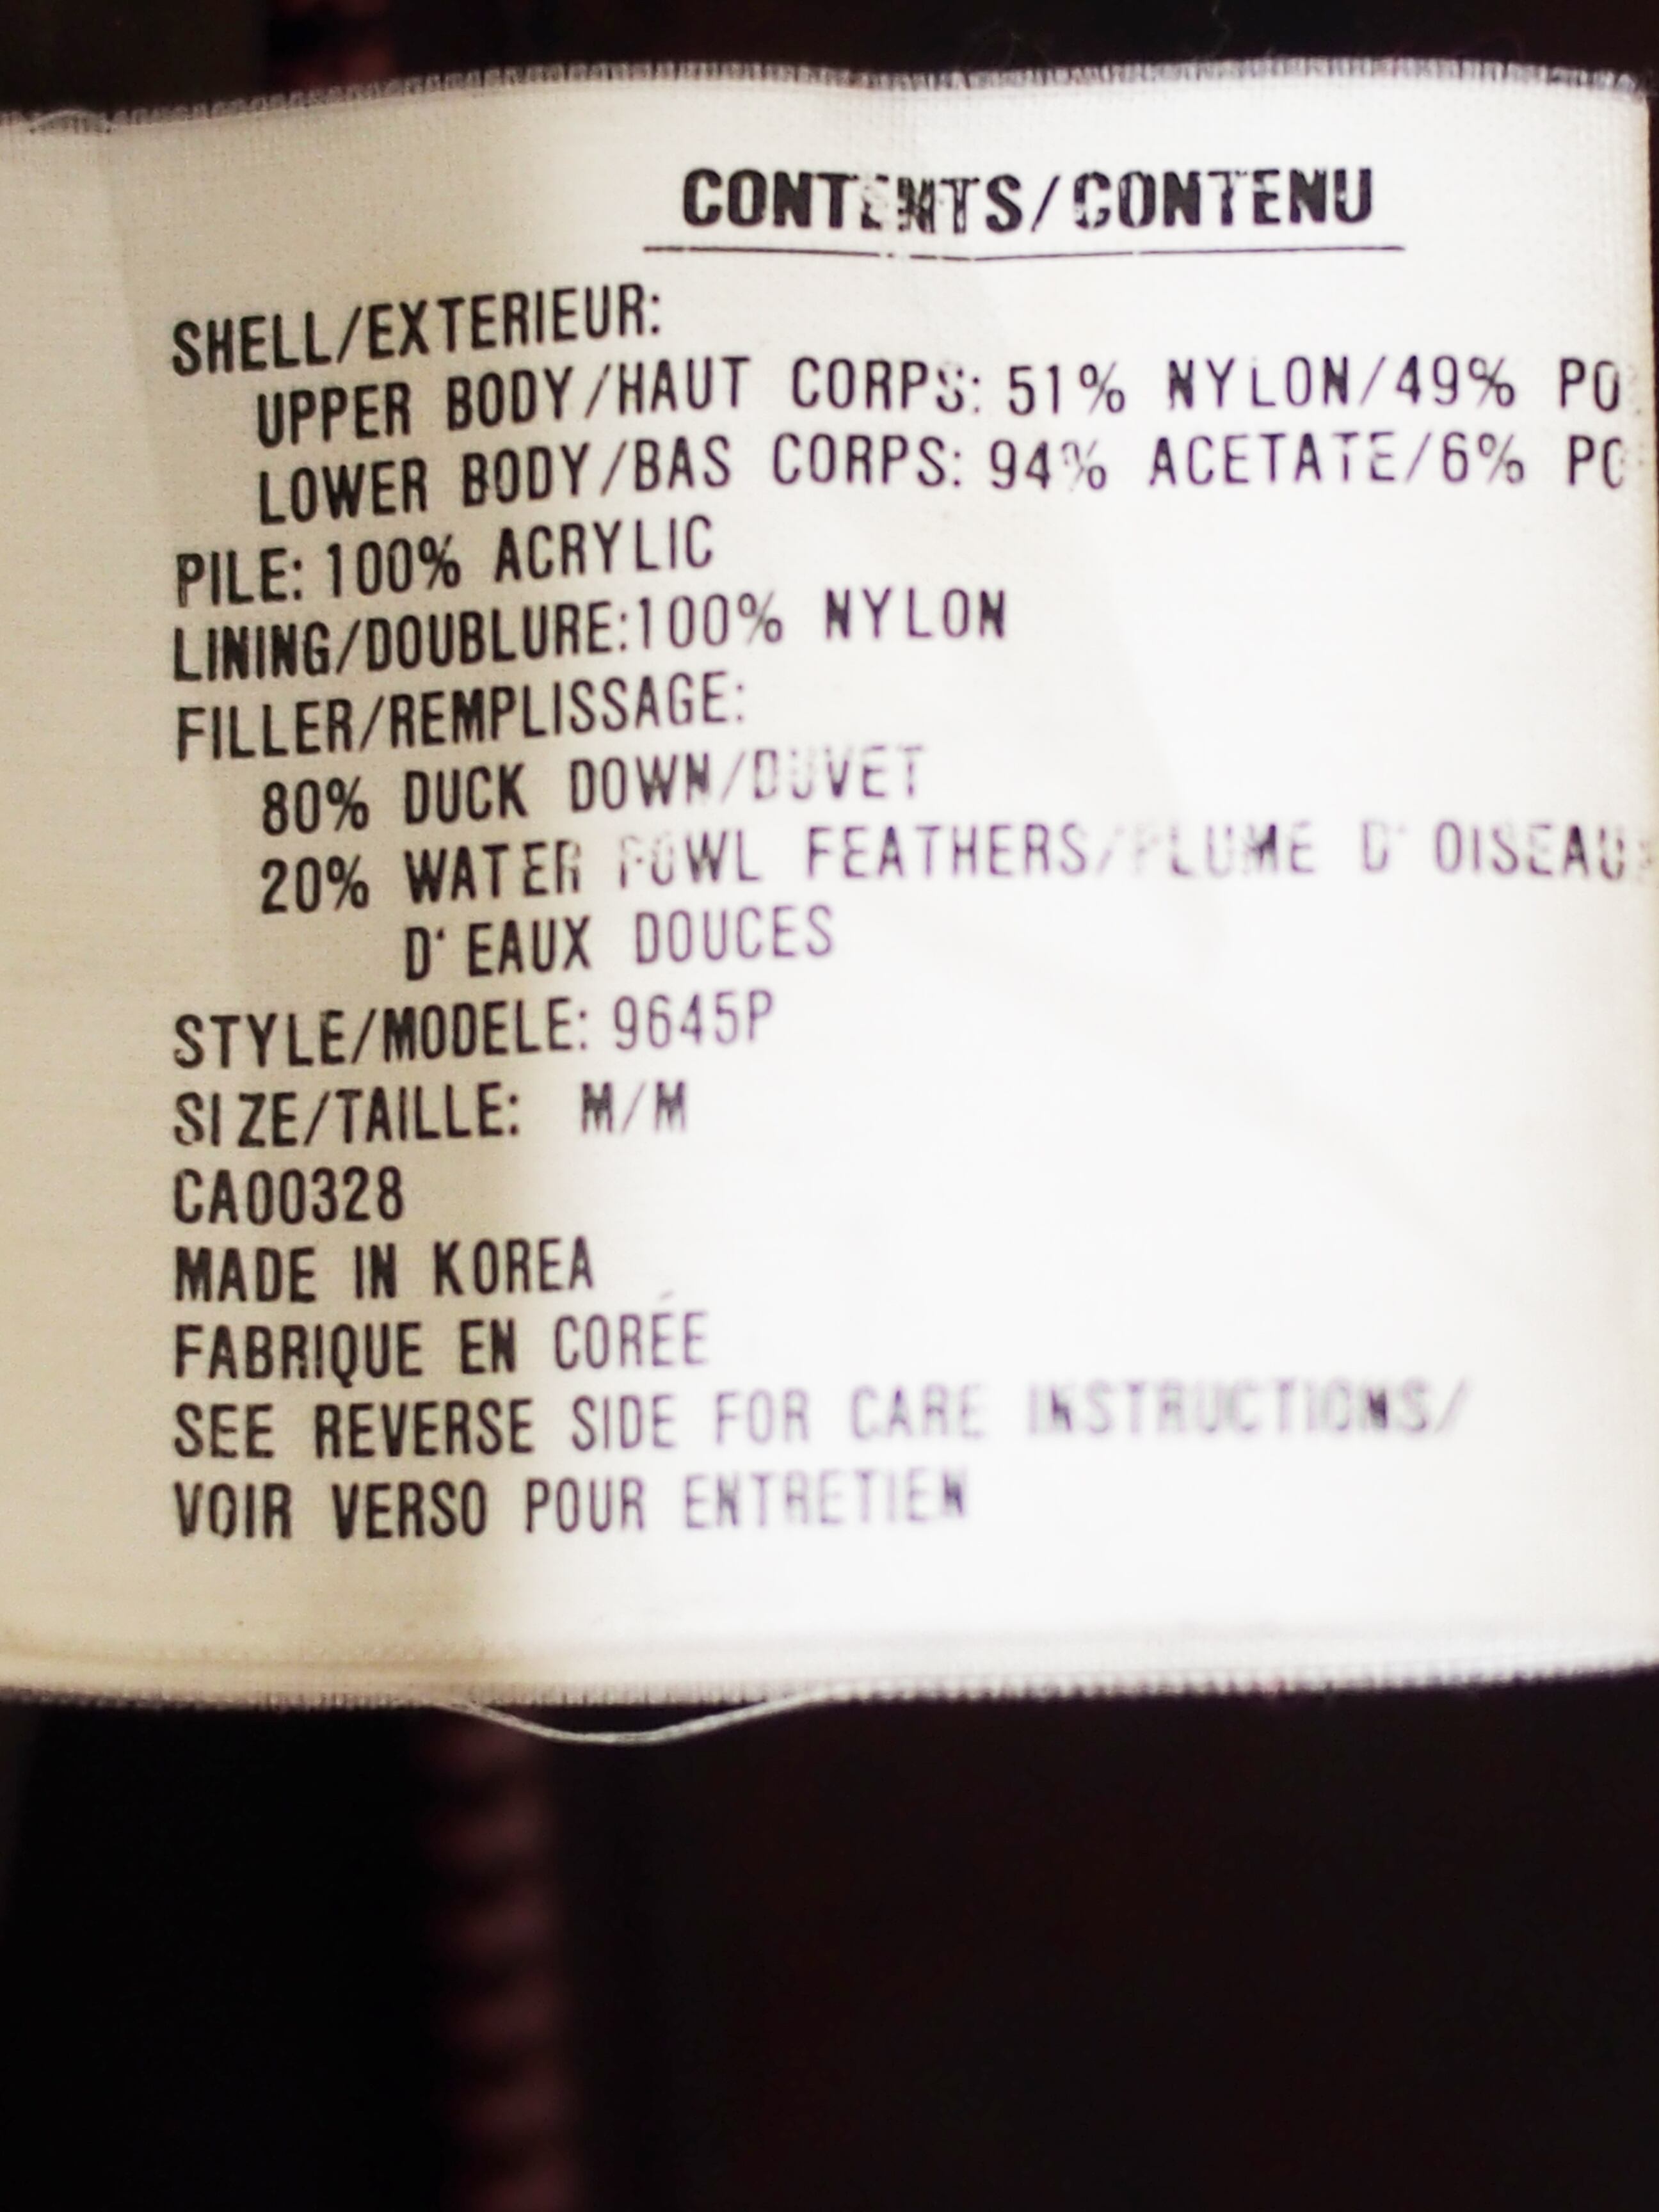 CONTENTS/CONTENU
SHELL/EXTERIEUR:
UPPER BODY/HAUT CORPS: 51% NYLON/49% PO
LOWER BODY/BAS CORPS: 94% ACETATE/6% PO
PILE: 100% ACRYLIC
LINING/DOUBLURE:100% NYLON
FILLER/REMPLISSAGE:
80% DUCK DOWN/DUVET
20% WATER FOWL FEATHERS/PLUME D' OISEAU
D' EAUX DOUCES
STYLE/MODELE: 9645P
SIZE/TAILLE: M/M
CA00328
MADE IN KOREA
FABRIQUE EN CORÉE
SEE REVERSE SIDE FOR CARE INSTRUCTIONS/
VOIR VERSO POUR ENTRETIEN